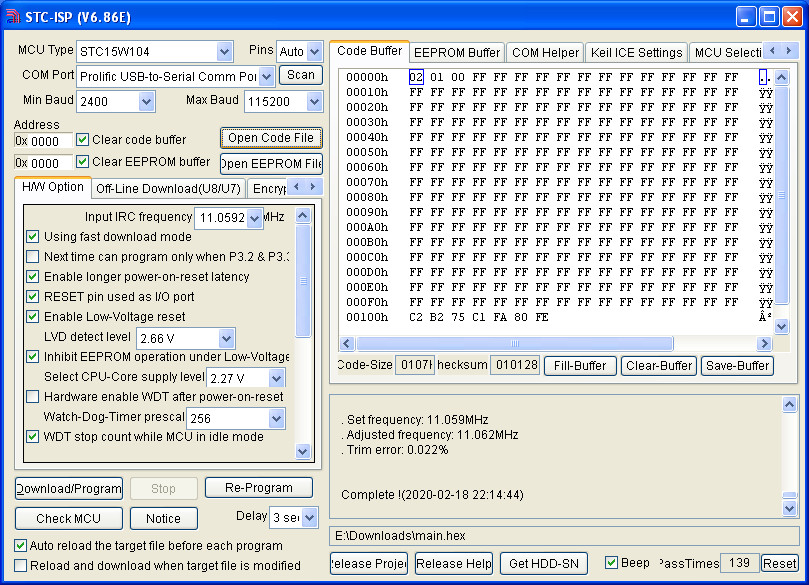 STC-ISP (V6.86E)
MCU Type STC15W104 Pins Auto
COM Port Prolific USB-to-Serial Comm Por Scan
Min Baud 2400 Max Baud 115200
Address
0x 0000 Clear code buffer Open Code File
0x 0000 Clear EEPROM buffer Open EEPROM File
H/W Option Off-Line Download(U8/U7) Encryp
Input IRC frequency 11.0592 MHz
Using fast download mode
Next time can program only when P3.2 & P3.3
Enable longer power-on-reset latency
RESET pin used as I/O port
Enable Low-Voltage reset
LVD detect level 2.66 V
Inhibit EEPROM operation under Low-Voltage
Select CPU-Core supply level 2.27 V
Hardware enable WDT after power-on-reset
Watch-Dog-Timer prescal 256
WDT stop count while MCU in idle mode
Download/Program Stop Re-Program
Check MCU Notice Delay 3 sec
Auto reload the target file before each program
Reload and download when target file is modified
Code Buffer EEPROM Buffer COM Helper Keil ICE Settings MCU Selecti
00000h 02 01 00 FF FF FF FF FF FF FF FF FF FF FF FF FF ..
00010h FF FF FF FF FF FF FF FF FF FF FF FF FF FF FF FF ÿÿ
00020h FF FF FF FF FF FF FF FF FF FF FF FF FF FF FF FF ÿÿ
00030h FF FF FF FF FF FF FF FF FF FF FF FF FF FF FF FF ÿÿ
00040h FF FF FF FF FF FF FF FF FF FF FF FF FF FF FF FF ÿÿ
00050h FF FF FF FF FF FF FF FF FF FF FF FF FF FF FF FF ÿÿ
00060h FF FF FF FF FF FF FF FF FF FF FF FF FF FF FF FF ÿÿ
00070h FF FF FF FF FF FF FF FF FF FF FF FF FF FF FF FF ÿÿ
00080h FF FF FF FF FF FF FF FF FF FF FF FF FF FF FF FF ÿÿ
00090h FF FF FF FF FF FF FF FF FF FF FF FF FF FF FF FF ÿÿ
000A0h FF FF FF FF FF FF FF FF FF FF FF FF FF FF FF FF ÿÿ
000B0h FF FF FF FF FF FF FF FF FF FF FF FF FF FF FF FF ÿÿ
000C0h FF FF FF FF FF FF FF FF FF FF FF FF FF FF FF FF ÿÿ
000D0h FF FF FF FF FF FF FF FF FF FF FF FF FF FF FF FF ÿÿ
000E0h FF FF FF FF FF FF FF FF FF FF FF FF FF FF FF FF ÿÿ
000F0h FF FF FF FF FF FF FF FF FF FF FF FF FF FF FF FF ÿÿ
00100h C2 B2 75 C1 FA 80 FE Â²
Code-Size 0107H hecksum 010128 Fill-Buffer Clear-Buffer Save-Buffer
. Set frequency: 11.059MHz
. Adjusted frequency: 11.062MHz
. Trim error: 0.022%
Complete !(2020-02-18 22:14:44)
E:\Downloads\main.hex
Release Projec Release Help Get HDD-SN Beep PassTimes 139 Reset